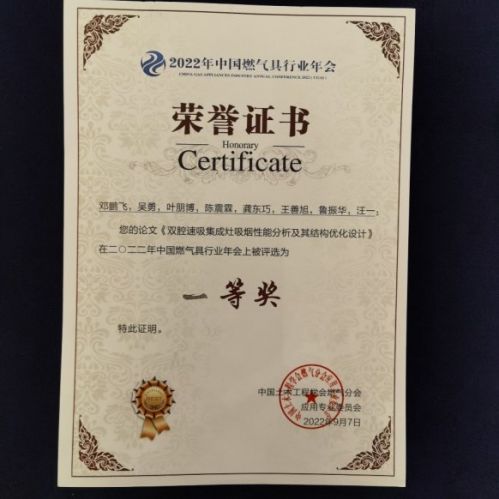 2022年中国燃气具行业年会
荣誉证书
Honorary
Certificate
邓鹏飞，吴勇，叶朋博，陈震霖，龚东巧，王善旭，鲁振华，汪一：
您的论文《双腔速吸集成灶吸烟性能分析及其结构优化设计》
在二〇二二年中国燃气具行业年会上被评选为
一等奖
特此证明。
中国土木工程学会燃气分会
应用专业委员会
2022年9月7日